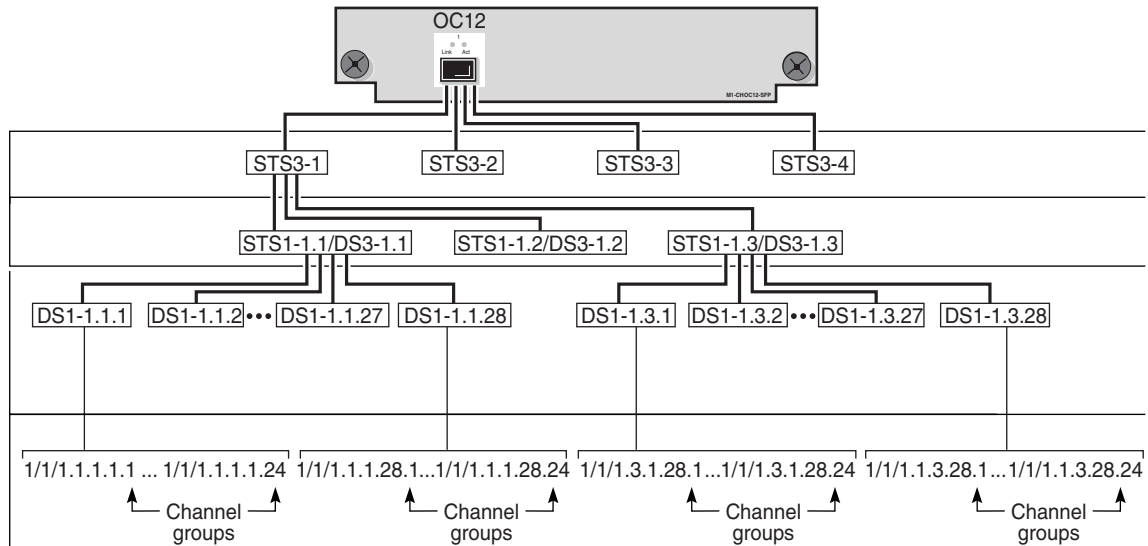 OC12
1
Link Act
M1-CHOC12-SFP
STS3-1 STS3-2 STS3-3 STS3-4
STS1-1.1/DS3-1.1 STS1-1.2/DS3-1.2 STS1-1.3/DS3-1.3
DS1-1.1.1 DS1-1.1.2 ••• DS1-1.1.27 DS1-1.1.28 DS1-1.3.1 DS1-1.3.2 ••• DS1-1.3.27 DS1-1.3.28
1/1/1.1.1.1.1 ... 1/1/1.1.1.1.24 1/1/1.1.1.28.1...1/1/1.1.1.28.24 1/1/1.3.1.28.1...1/1/1.3.1.28.24 1/1/1.1.3.28.1...1/1/1.1.3.28.24
Channel groups
Channel groups
Channel groups
Channel groups